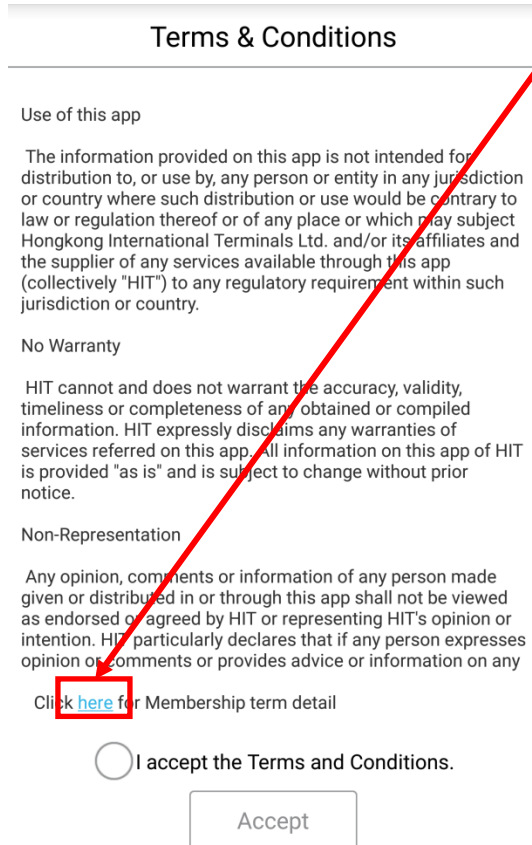 Terms & Conditions
Use of this app
The information provided on this app is not intended for
distribution to, or use by, any person or entity in any jurisdiction
or country where such distribution or use would be contrary to
law or regulation thereof or of any place or which may subject
Hongkong International Terminals Ltd. and/or its affiliates and
the supplier of any services available through this app
(collectively "HIT") to any regulatory requirement within such
jurisdiction or country.
No Warranty
HIT cannot and does not warrant the accuracy, validity,
timeliness or completeness of any obtained or compiled
information. HIT expressly disclaims any warranties of
services referred on this app. All information on this app of HIT
is provided "as is" and is subject to change without prior
notice.
Non-Representation
Any opinion, comments or information of any person made
given or distributed in or through this app shall not be viewed
as endorsed or agreed by HIT or representing HIT's opinion or
intention. HIT particularly declares that if any person expresses
opinion or comments or provides advice or information on any
Click here for Membership term detail
I accept the Terms and Conditions.
Accept